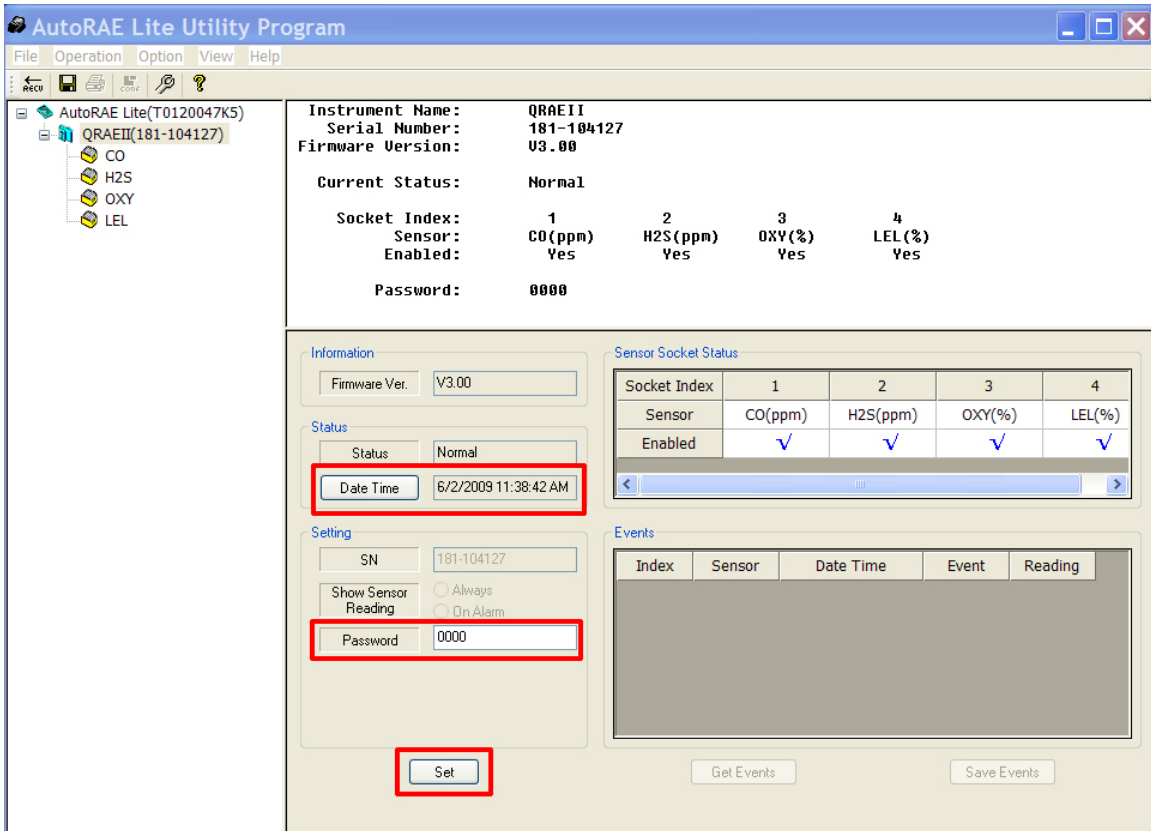 AutoRAE Lite Utility Program
File Operation Option View Help
RECU CONF ?
AutoRAE Lite(T0120047K5)
QRAEII(181-104127)
CO
H2S
OXY
LEL
Instrument Name: QRAEII
Serial Number: 181-104127
Firmware Version: V3.00
Current Status: Normal
Socket Index: 1 2 3 4
Sensor: CO(ppm) H2S(ppm) OXY(%) LEL(%)
Enabled: Yes Yes Yes Yes
Password: 0000
Information
Firmware Ver. V3.00
Status
Status Normal
Date Time 6/2/2009 11:38:42 AM
Setting
SN 181-104127
Show Sensor Reading
Always
On Alarm
Password 0000
Set
Sensor Socket Status
Socket Index 1 2 3 4
Sensor CO(ppm) H2S(ppm) OXY(%) LEL(%)
Enabled √ √ √ √
Events
Index Sensor Date Time Event Reading
Get Events Save Events